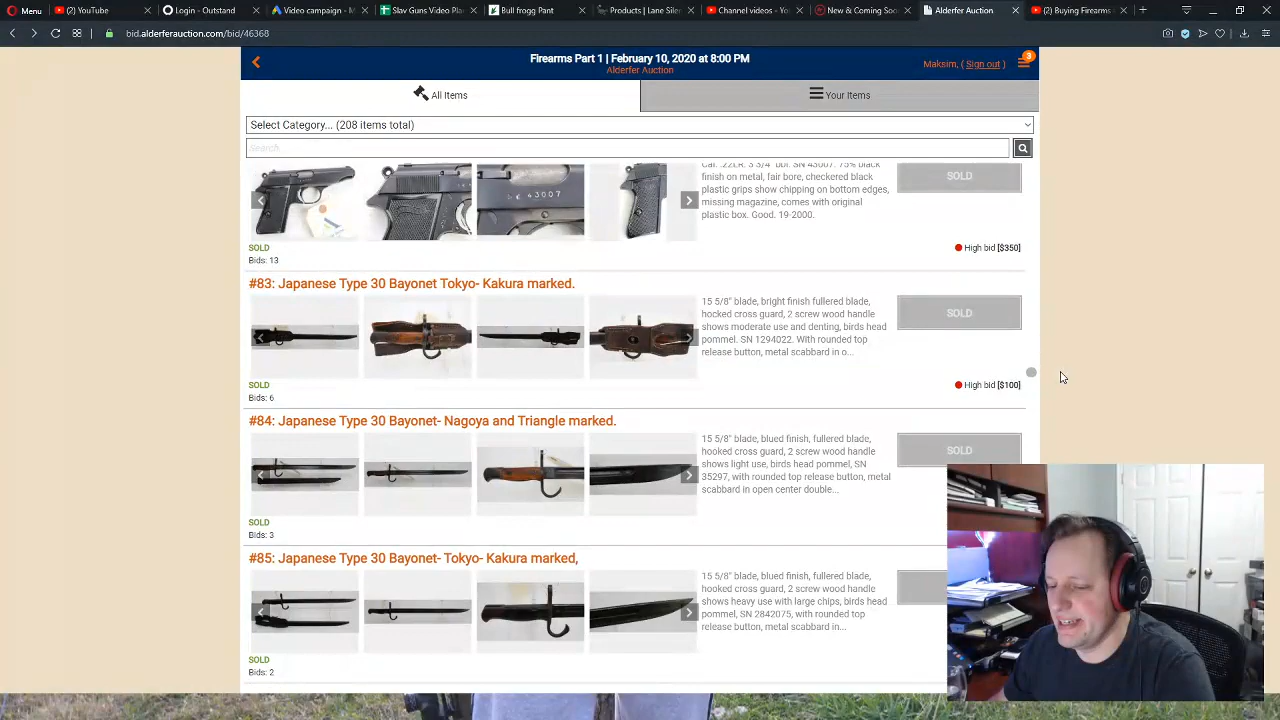 Menu
(2) YouTube
Login - Outstand
Video campaign - M
Slav Guns Video Plan
Bull frogg Pant
Products | Lane Silen
Channel videos - Yo
New & Coming Soo
Alderfer Auction
(2) Buying Firearms
bid.alderferauction.com/bid/46368
Firearms Part 1 | February 10, 2020 at 8:00 PM
Alderfer Auction
Maksim, ( Sign out )
3
All Items
Your Items
Select Category... (208 items total)
Search...
Cal. .22LR. 3 3/4" bbl. SN 43007. 75% black
finish on metal, fair bore, checkered black
plastic grips show chipping on bottom edges,
missing magazine, comes with original
plastic box. Good. 19-2000.
SOLD
43007
SOLD
High bid [$350]
Bids: 13
#83: Japanese Type 30 Bayonet Tokyo- Kakura marked.
15 5/8" blade, bright finish fullered blade,
hooked cross guard, 2 screw wood handle
shows moderate use and denting, birds head
pommel. SN 1294022. With rounded top
release button, metal scabbard in o...
SOLD
SOLD
High bid [$100]
Bids: 6
#84: Japanese Type 30 Bayonet- Nagoya and Triangle marked.
15 5/8" blade, blued finish, fullered blade,
hooked cross guard, 2 screw wood handle
shows light use, birds head pommel, SN
35297, with rounded top release button, metal
scabbard in open center double...
SOLD
SOLD
Bids: 3
#85: Japanese Type 30 Bayonet- Tokyo- Kakura marked,
15 5/8" blade, blued finish, fullered blade,
hooked cross guard, 2 screw wood handle
shows heavy use with large chips, birds head
pommel, SN 2842075, with rounded top
release button, metal scabbard in...
SOLD
Bids: 2